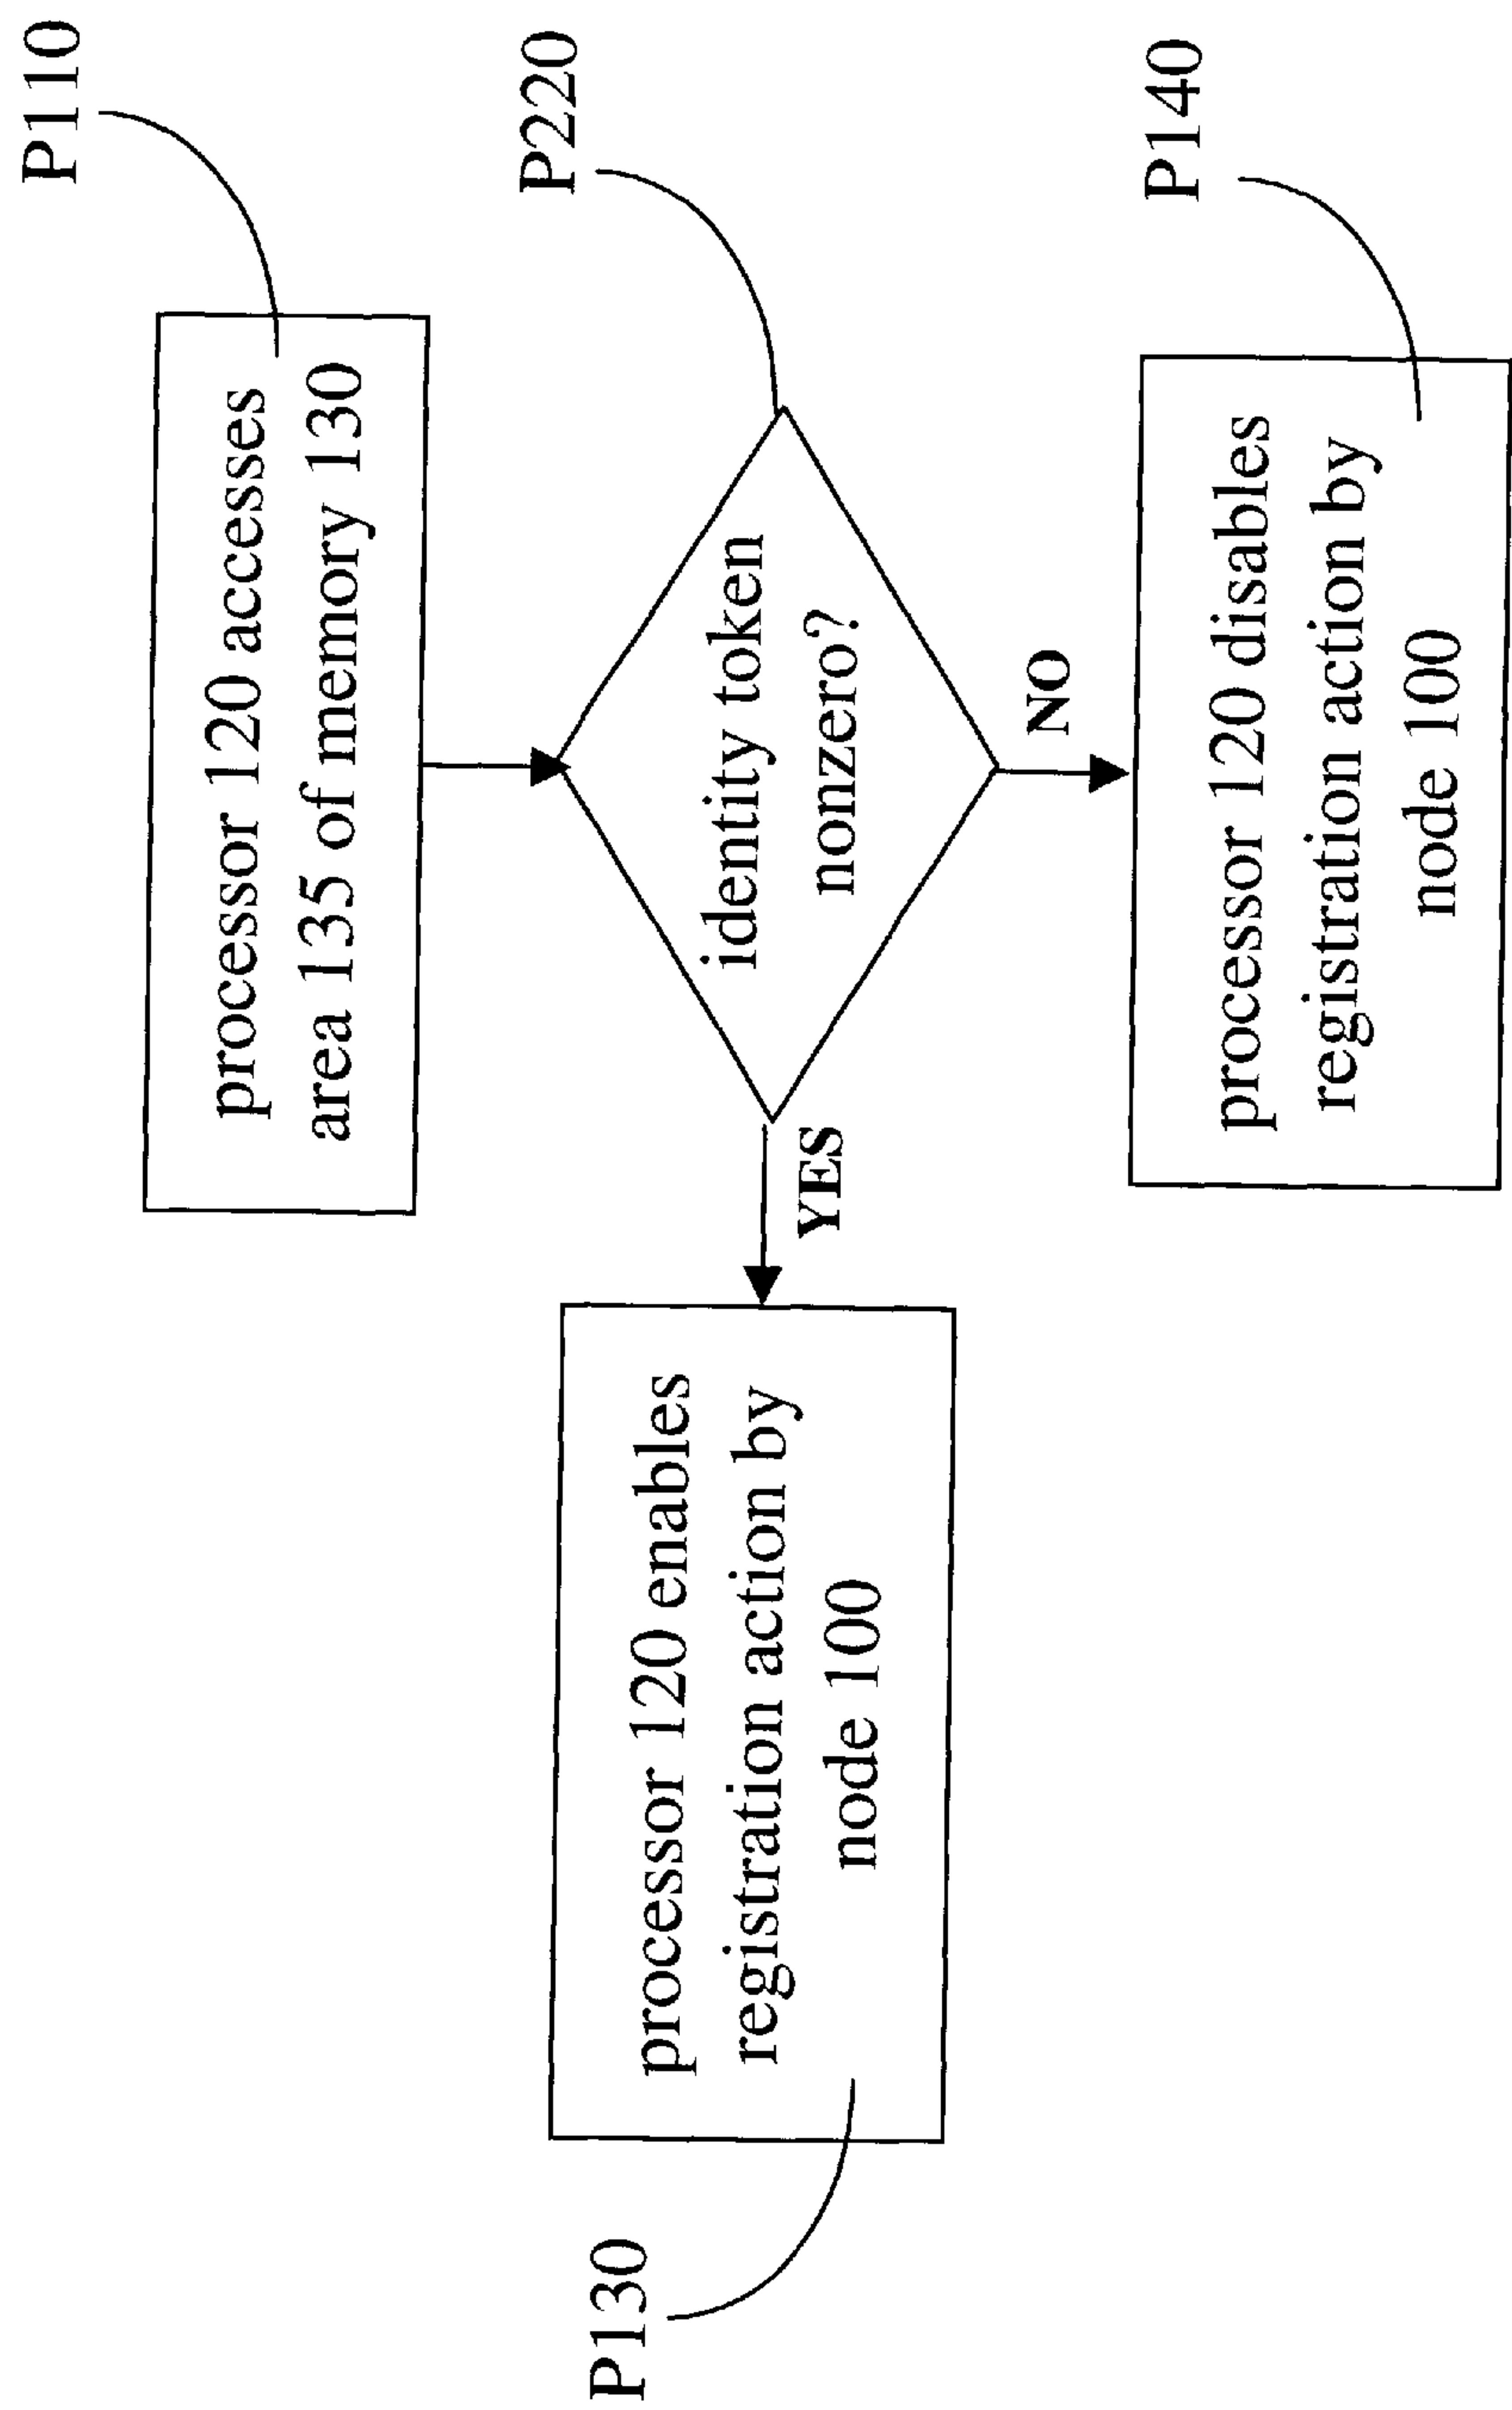 P110
processor 120 accesses
area 135 of memory 130
P220
identity token
nonzero?
YES
NO
P130
processor 120 enables
registration action by
node 100
P140
processor 120 disables
registration action by
node 100